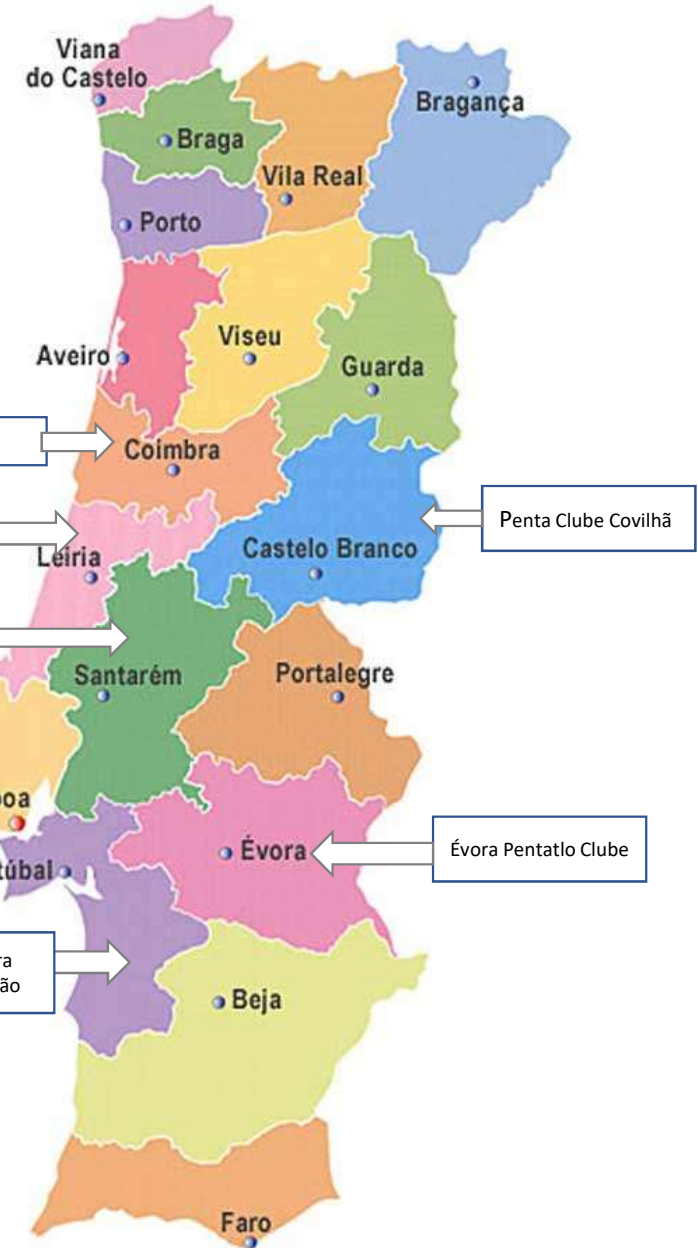 Viana
do Castelo
Bragança
Braga
Vila Real
Porto
Viseu
Aveiro
Guarda
Coimbra
Penta Clube Covilhã
Leiria
Castelo Branco
Santarém
Portalegre
boa
Évora
Évora Pentatlo Clube
túbal
ra
ão
Beja
Faro